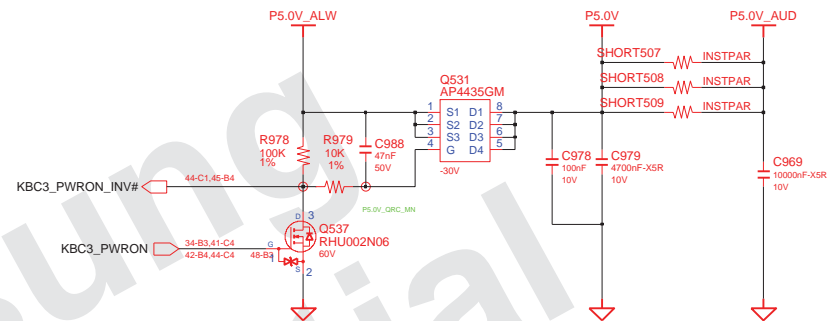 P5.0V_ALW
P5.0V
P5.0V_AUD
SHORT507
INSTPAR
SHORT508
INSTPAR
SHORT509
INSTPAR
Q531
AP4435GM
1 S1 D1 8
2 S2 D2 7
3 S3 D3 6
4 G D4 5
-30V
R978
100K
1%
R979
10K
1%
C988
47nF
50V
C978
100nF
10V
C979
4700nF-X5R
10V
C969
10000nF-X5R
10V
KBC3_PWRON_INV#
44-C1,45-B4
P5.0V_QRC_MN
D 3
Q537
RHU002N06
60V
G
1
S 2
KBC3_PWRON
34-B3,41-C4
42-B4,44-C4
48-B3
sung
ial